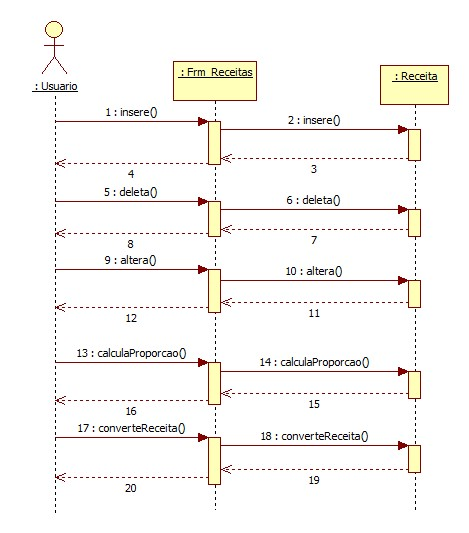 : Usuario
: Frm_Receitas
: Receita
1 : insere()
2 : insere()
3
4
5 : deleta()
6 : deleta()
7
8
9 : altera()
10 : altera()
11
12
13 : calculaProporcao()
14 : calculaProporcao()
15
16
17 : converteReceita()
18 : converteReceita()
19
20